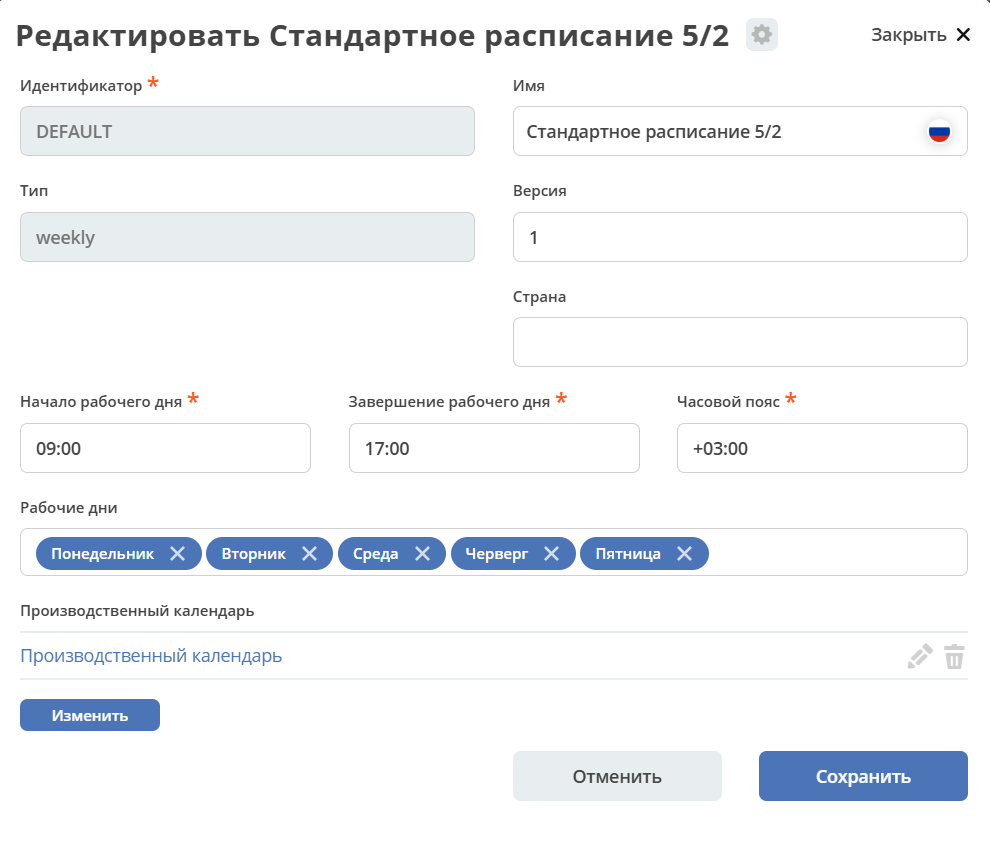 Редактировать Стандартное расписание 5/2 Закрыть
Идентификатор * Имя
DEFAULT Стандартное расписание 5/2
Тип Версия
weekly 1
Страна
Начало рабочего дня * Завершение рабочего дня * Часовой пояс *
09:00 17:00 +03:00
Рабочие дни
Понедельник Вторник Среда Черверг Пятница
Производственный календарь
Производственный календарь
Изменить
Отменить Сохранить